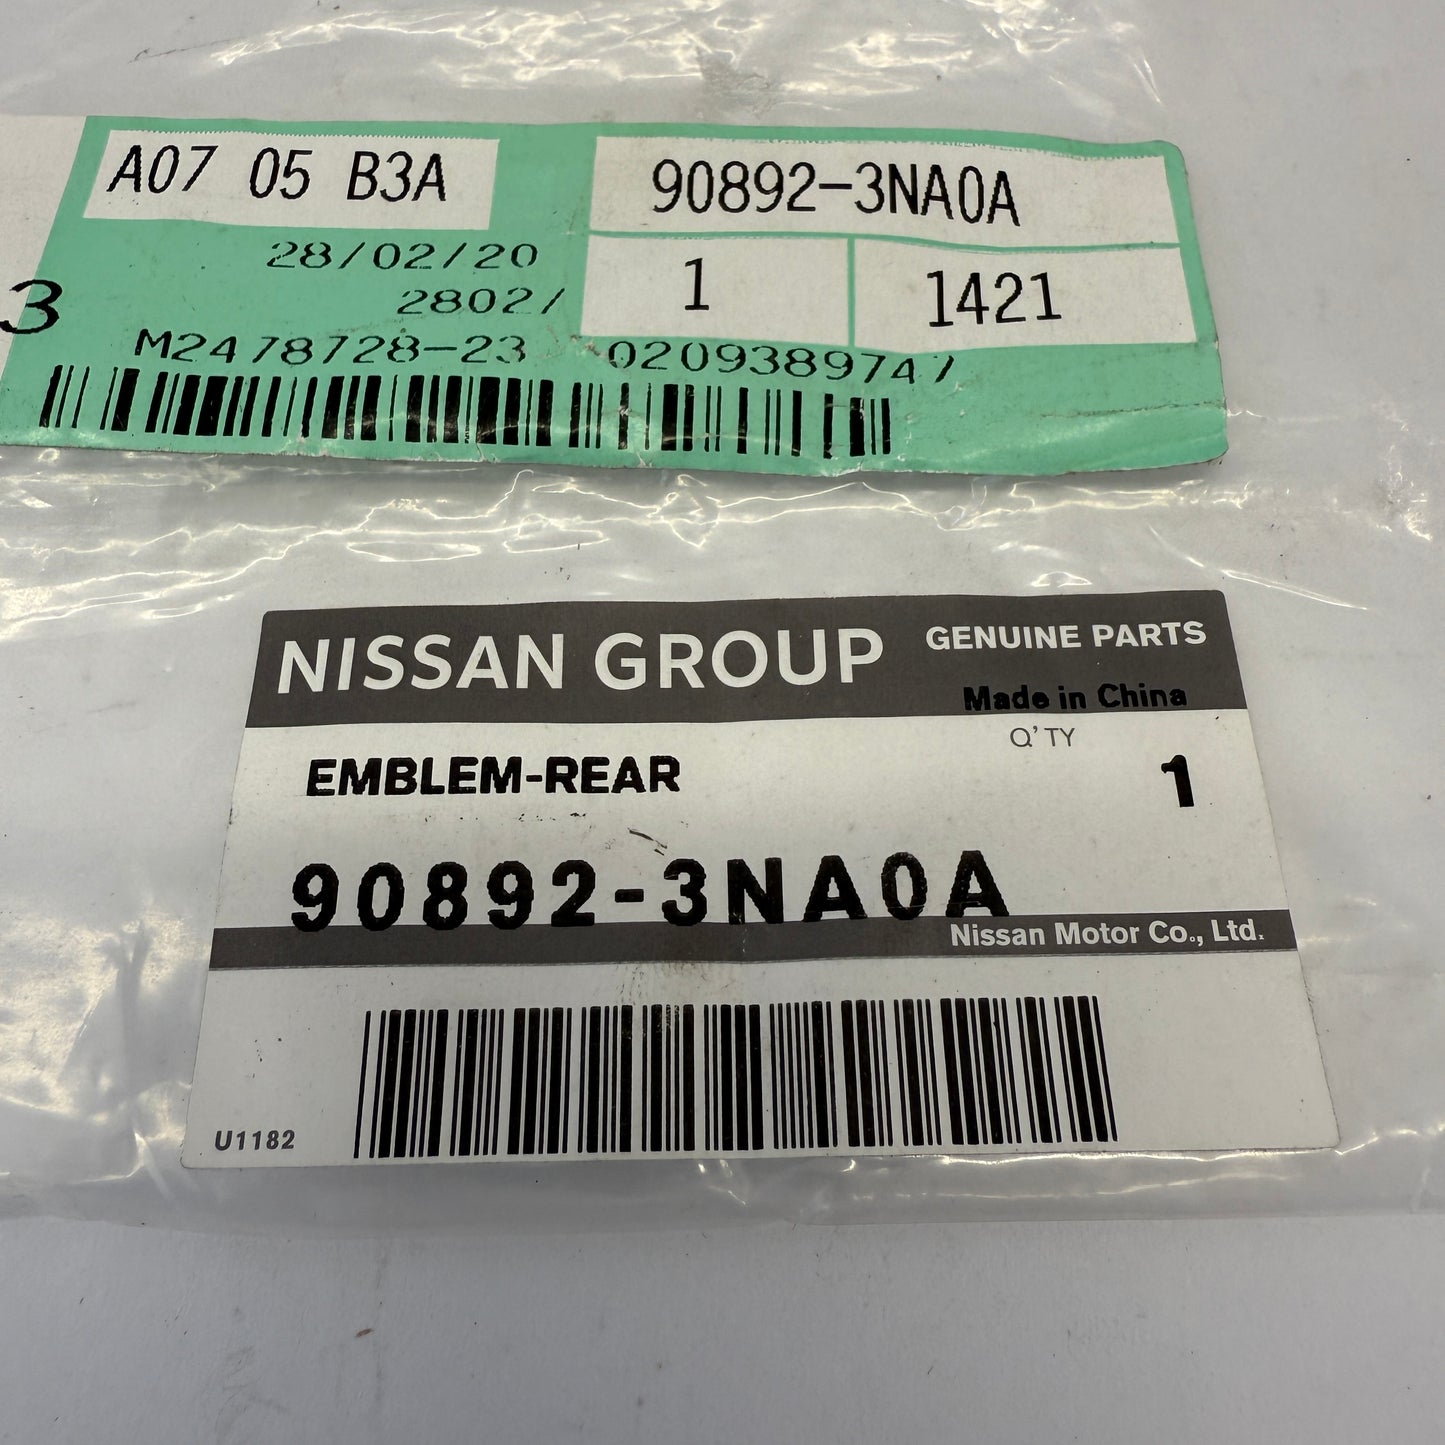 A07 05 B3A
90892-3NA0A
28/02/20
2802/
1
1421
3
M2478728-23 0209389747
NISSAN GROUP
GENUINE PARTS
Made in China
Q'TY
EMBLEM-REAR
1
90892-3NA0A
Nissan Motor Co., Ltd.
U1182